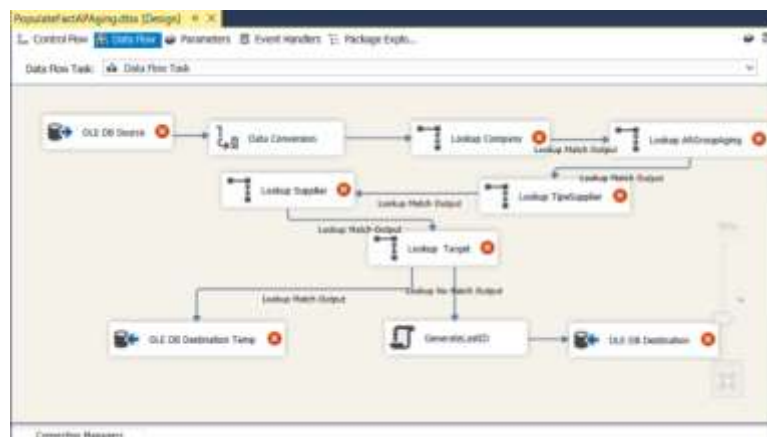 PopulateFactAPAging.dtsx [Design]
Control Flow Data Flow Parameters Event Handlers Package Explo...
Data Flow Task: Data Flow Task
OLE DB Source
Data Conversion
Lookup Company
Lookup Match Output
Lookup Supplier
Lookup Match Output
Lookup TipeSupplier
Lookup Match Output
Lookup Match Output
Lookup Target
Lookup Match Output
Lookup No Match Output
OLE DB Destination Temp
GenerateLastID
OLE DB Destination
Connection Managers